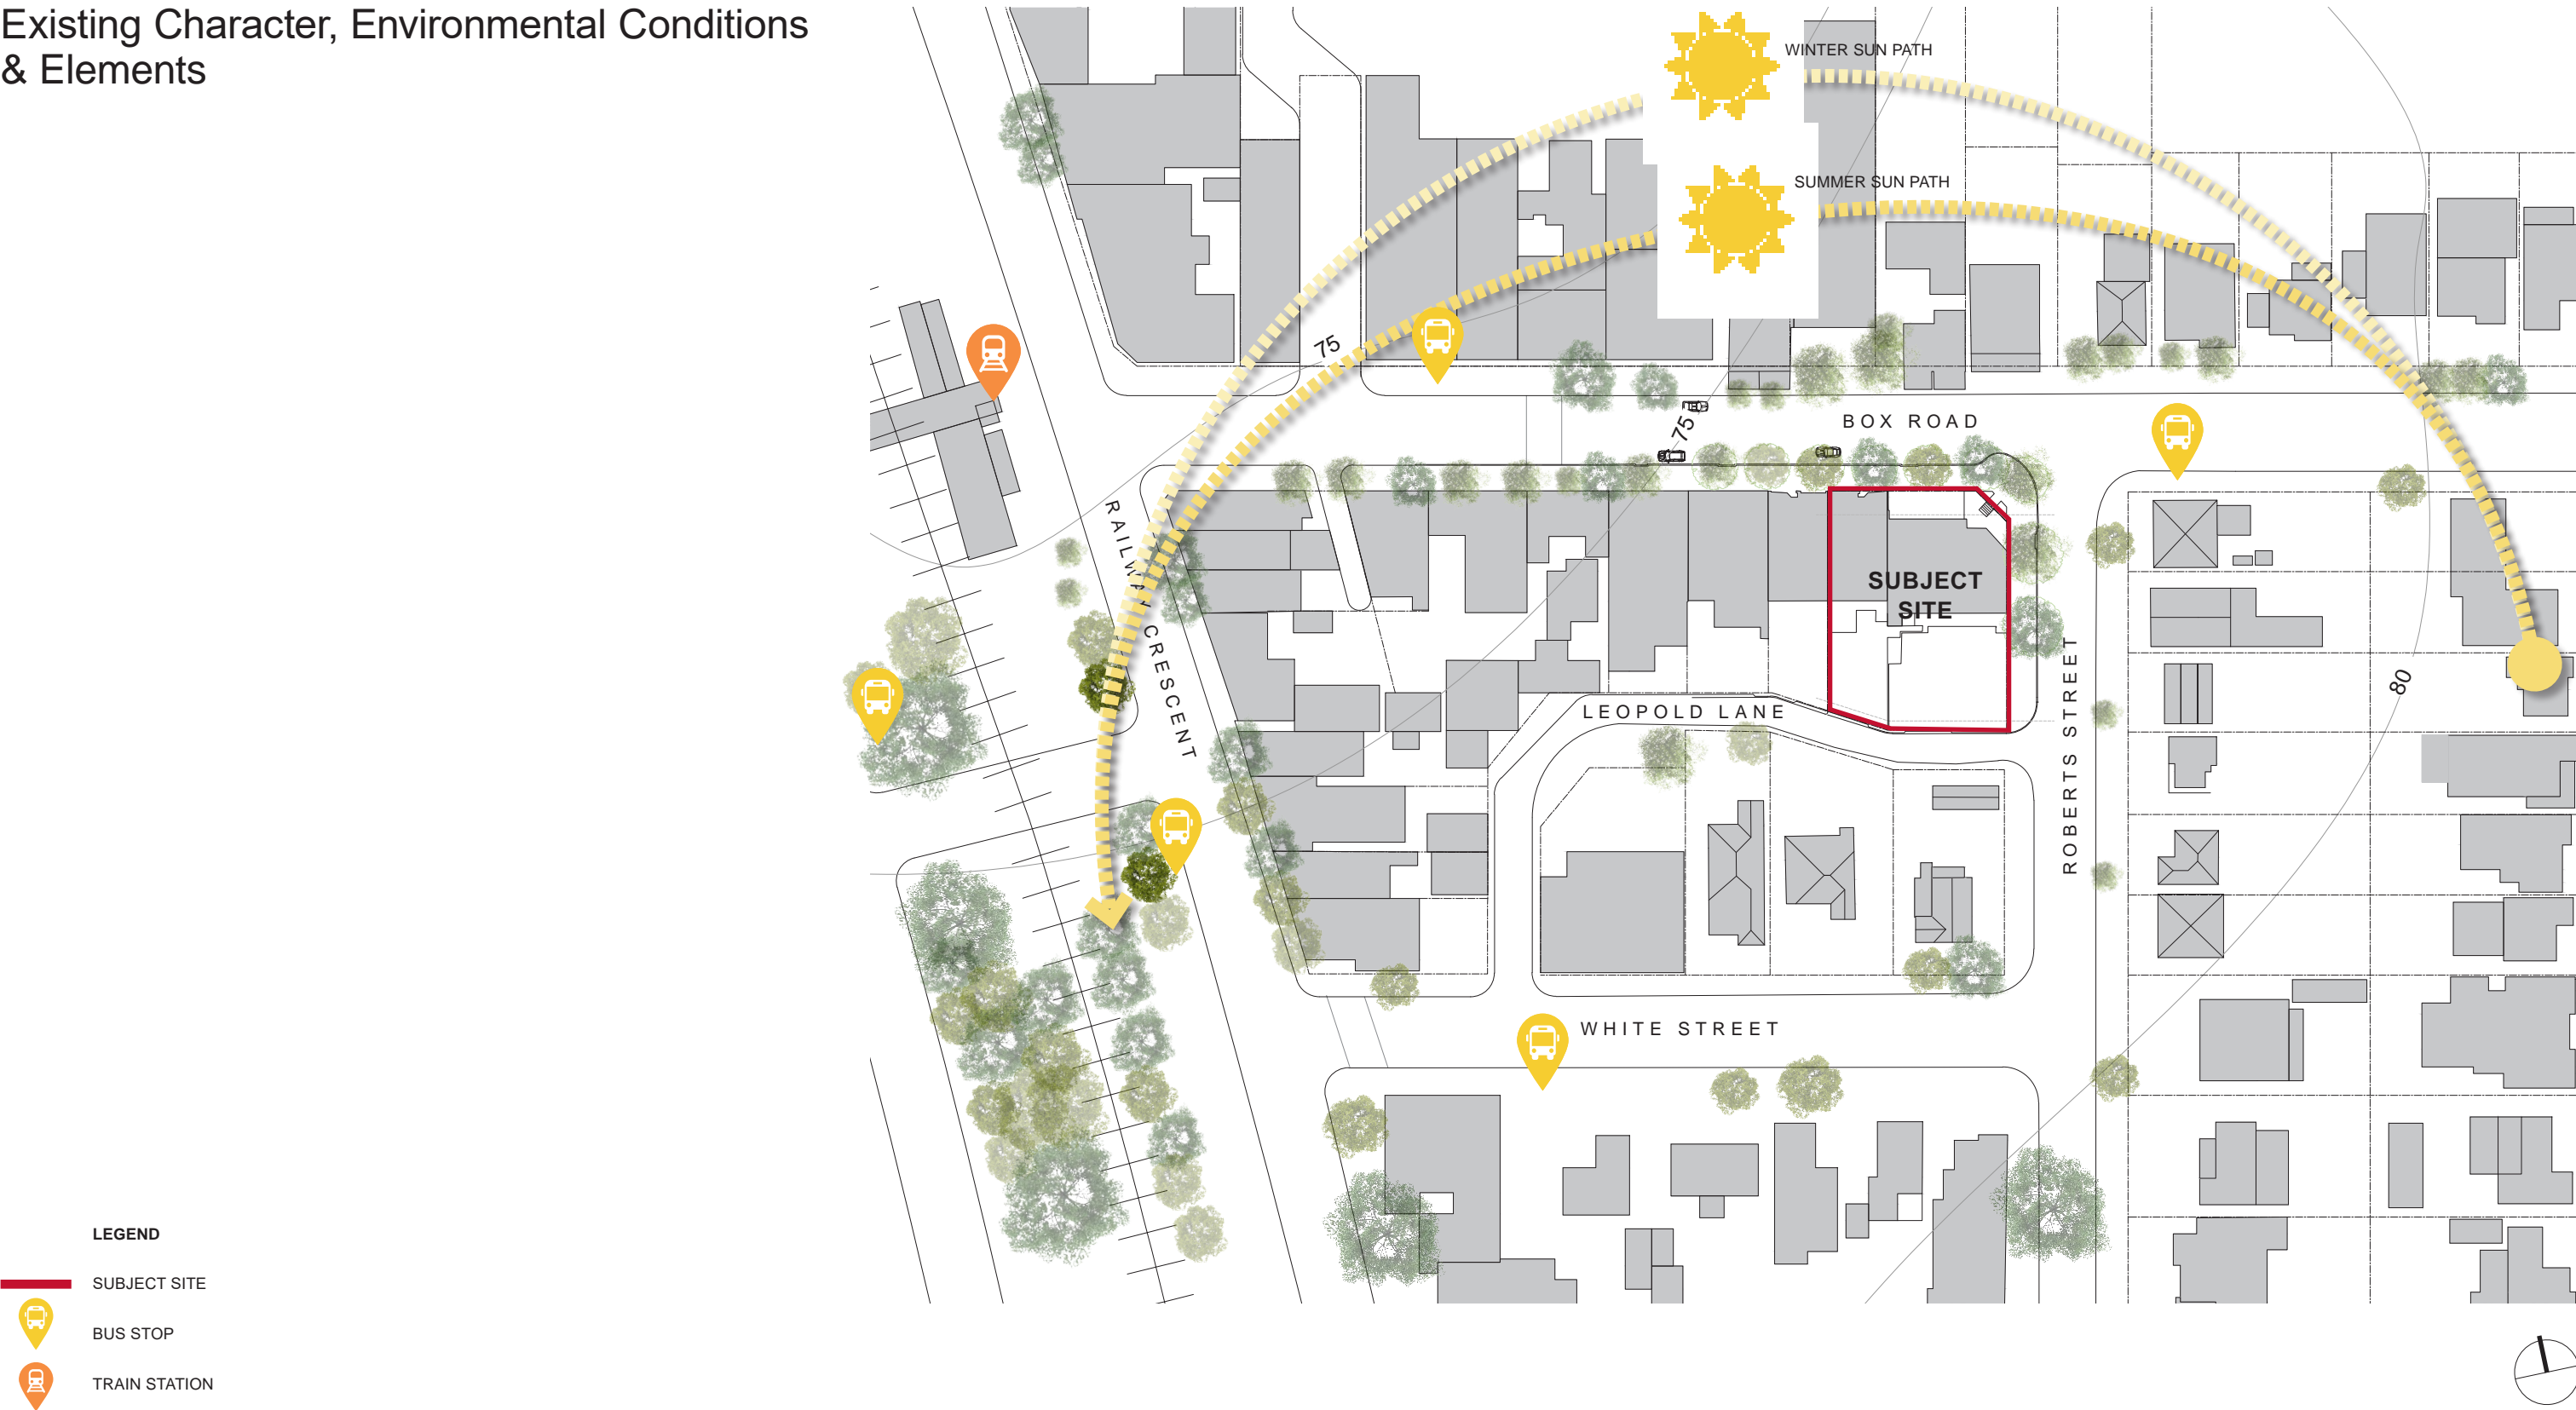 Existing Character, Environmental Conditions
& Elements
WINTER SUN PATH
SUMMER SUN PATH
75
75
BOX ROAD
RAILWAY CRESCENT
SUBJECT
SITE
LEOPOLD LANE
ROBERTS STREET
80
WHITE STREET
LEGEND
SUBJECT SITE
BUS STOP
TRAIN STATION